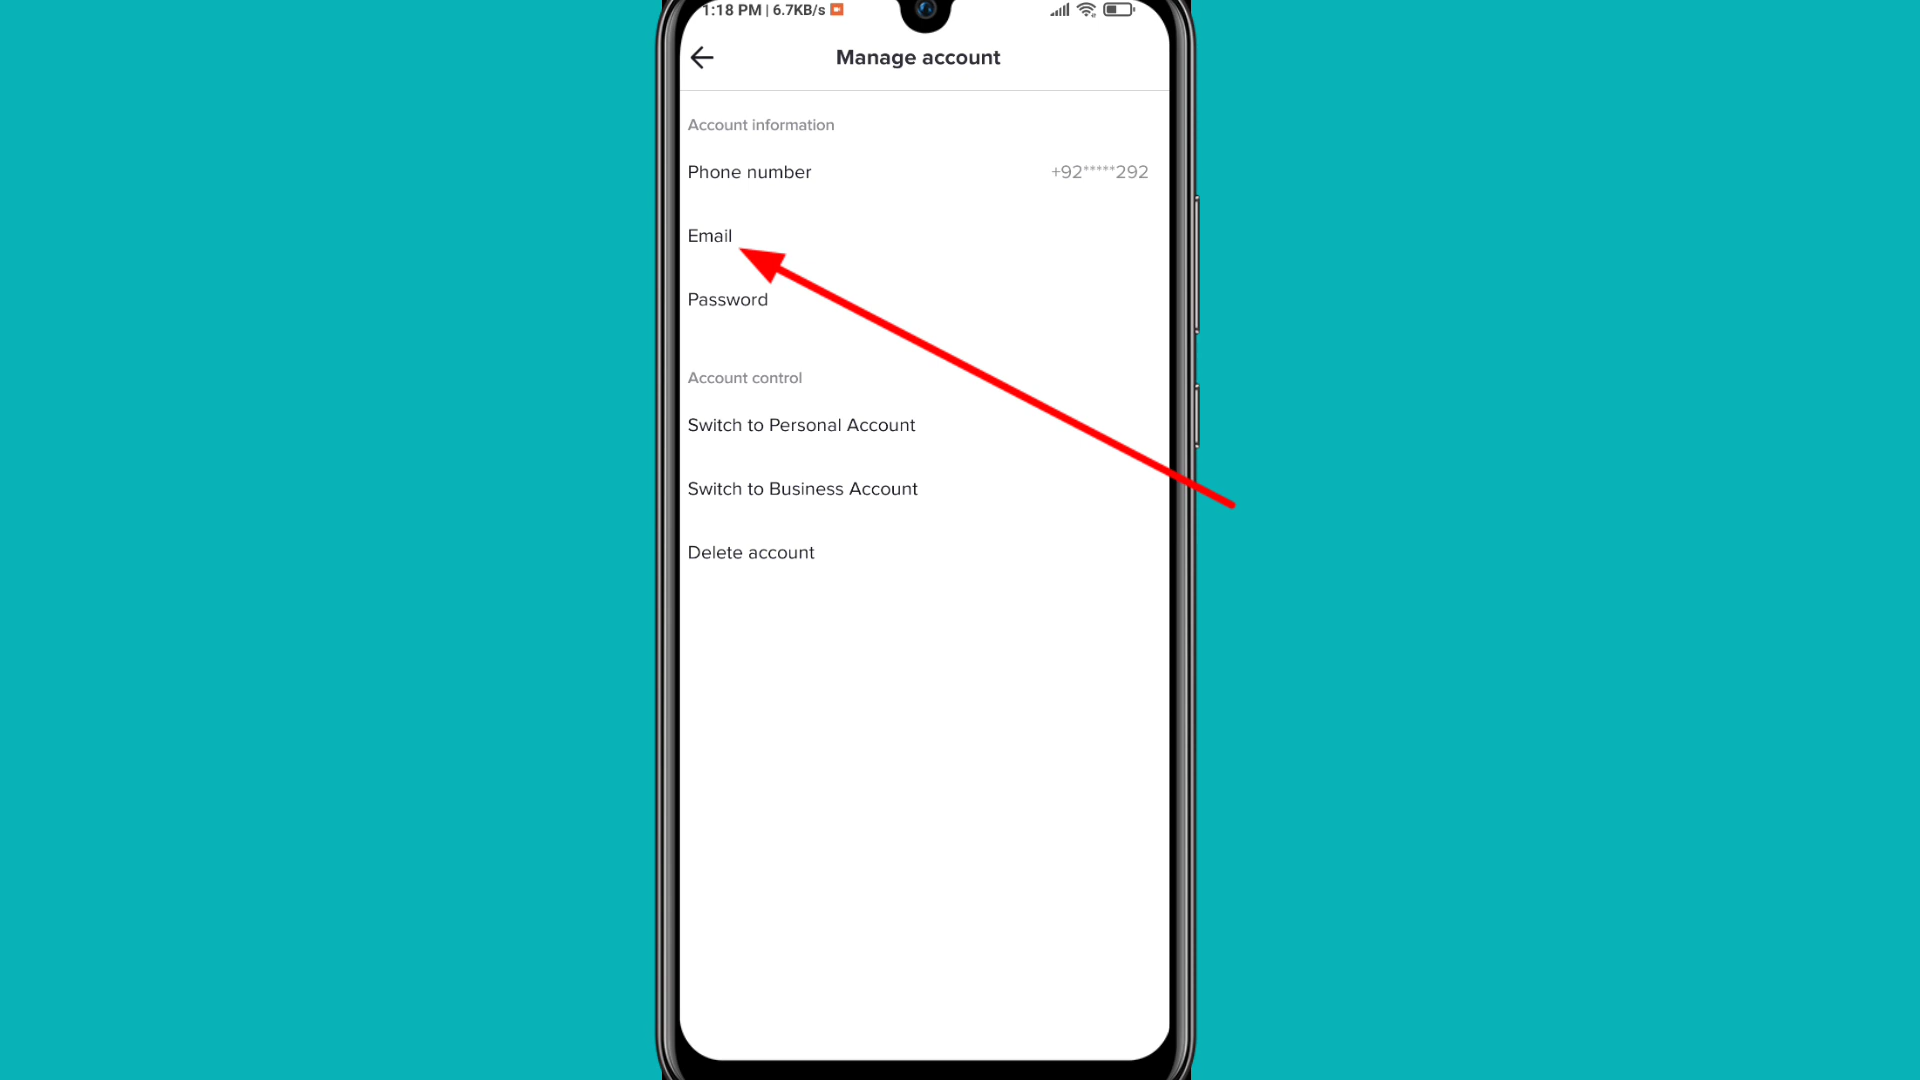 1:18 PM | 6.7KB/s
Manage account
Account information
Phone number +92*****292
Email
Password
Account control
Switch to Personal Account
Switch to Business Account
Delete account